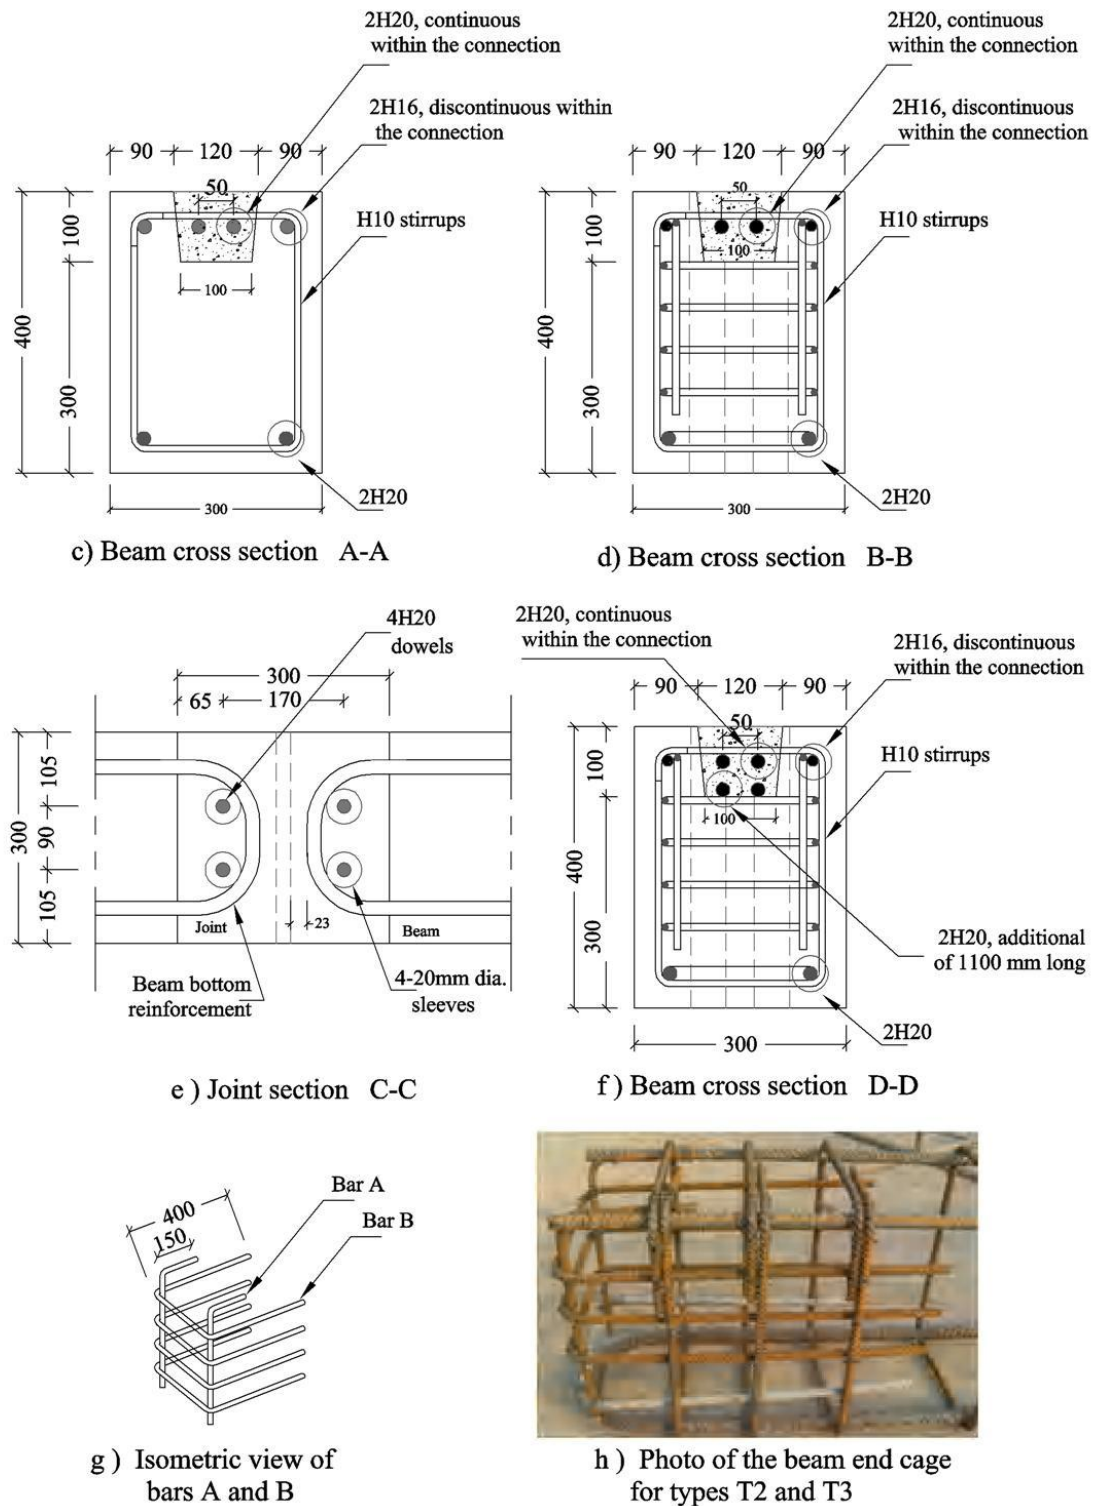 2H20, continuous
within the connection
2H16, discontinuous within
the connection
90
120
90
50
100
H10 stirrups
400
100
300
300
2H20
c) Beam cross section A-A
2H20, continuous
within the connection
2H16, discontinuous
within the connection
90
120
90
50
100
H10 stirrups
400
100
300
300
2H20
d) Beam cross section B-B
4H20
dowels
300
65
170
300
105
90
105
Joint
23
Beam
Beam bottom
reinforcement
4-20mm dia.
sleeves
e ) Joint section C-C
2H20, continuous
within the connection
2H16, discontinuous
within the connection
90
120
90
50
100
H10 stirrups
400
100
300
2H20, additional
of 1100 mm long
2H20
300
f ) Beam cross section D-D
Bar A
Bar B
400
150
g ) Isometric view of
bars A and B
h ) Photo of the beam end cage
for types T2 and T3